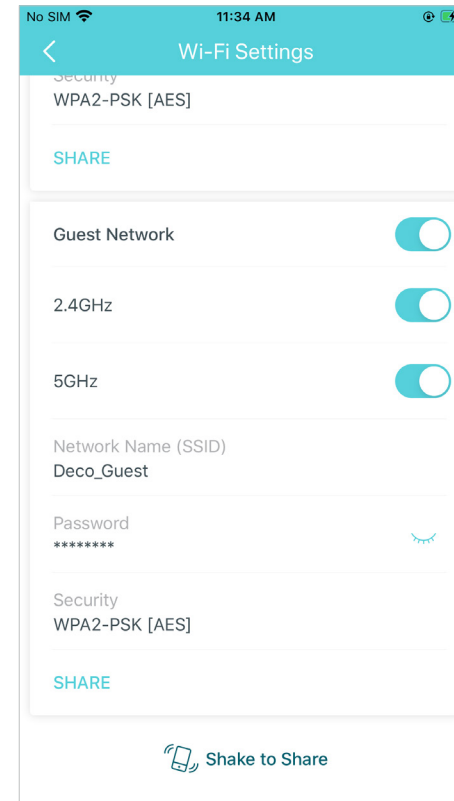 No SIM 11:34 AM
Wi-Fi Settings
Security
WPA2-PSK [AES]
SHARE
Guest Network
2.4GHz
5GHz
Network Name (SSID)
Deco_Guest
Password
********
Security
WPA2-PSK [AES]
SHARE
Shake to Share